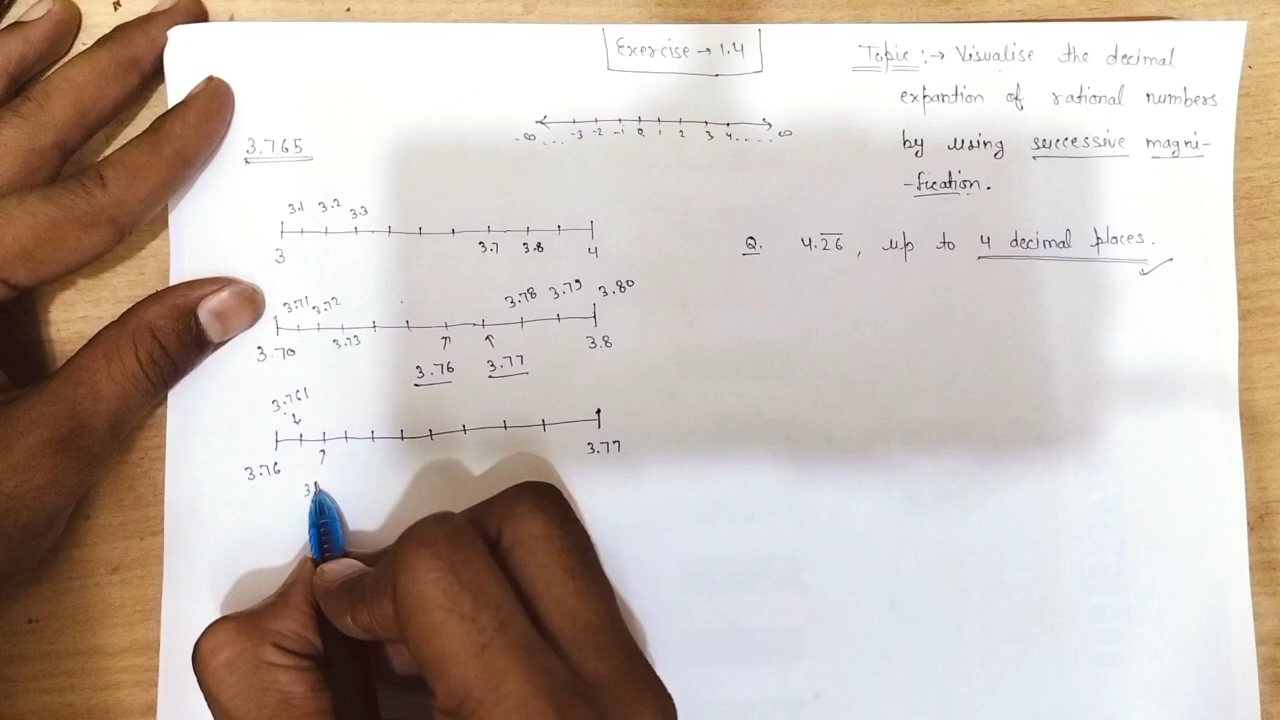 Exercise → 1.4
Topic :→ Visualise the decimal
expantion of rational numbers
by using successive magni-
-fication.
-∞ ... -3 -2 -1 0 1 2 3 4 .... ∞
3.765
3.1 3.2 3.3
3 3.7 3.8 4
Q. 4.2̅6̅, up to 4 decimal places.
3.71 3.72 3.78 3.79 3.80
3.70 3.73 3.8
3.76 3.77
3.761
3.76 3.77
3